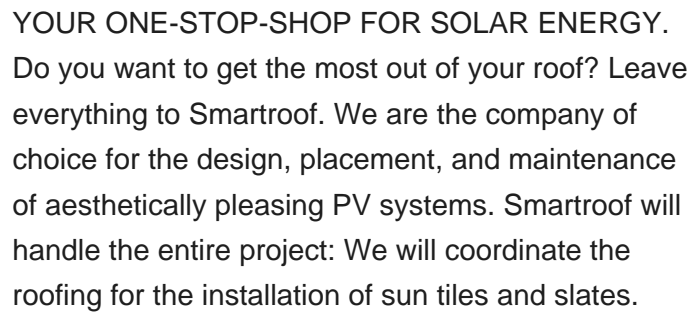 YOUR ONE-STOP-SHOP FOR SOLAR ENERGY.
Do you want to get the most out of your roof? Leave
everything to Smartroof. We are the company of
choice for the design, placement, and maintenance
of aesthetically pleasing PV systems. Smartroof will
handle the entire project: We will coordinate the
roofing for the installation of sun tiles and slates.